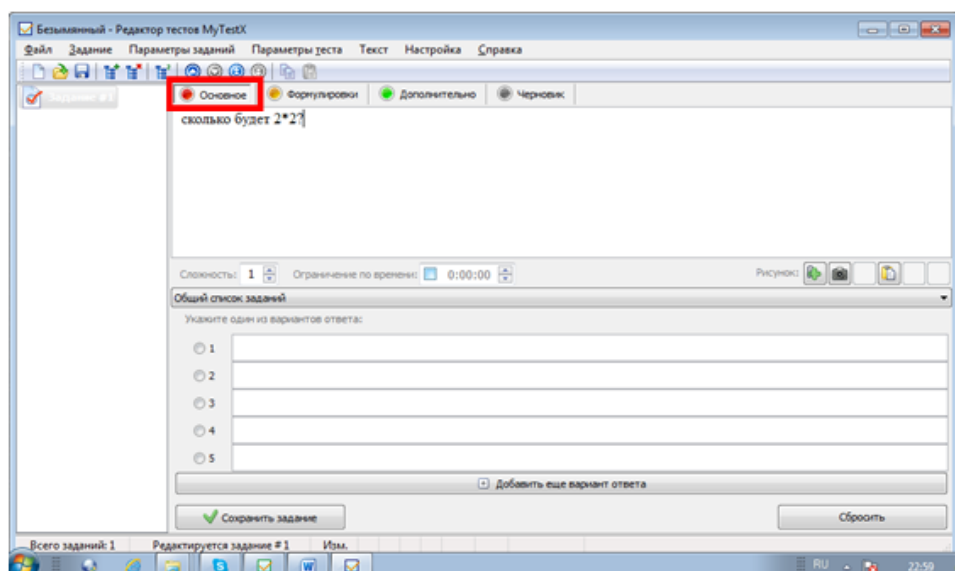 Безымянный - Редактор тестов MyTestX
Файл Задание Параметры заданий Параметры теста Текст Настройка Справка
Задание #1
Основное Формулировки Дополнительно Черновик
сколько будет 2*2?
Сложность: 1 Ограничение по времени: 0:00:00 Рисунок:
Общий список заданий
Укажите один из вариантов ответа:
1
2
3
4
5
Добавить еще вариант ответа
Сохранить задание Сбросить
Всего заданий: 1 Редактируется задание # 1 Изм.
RU 22:59